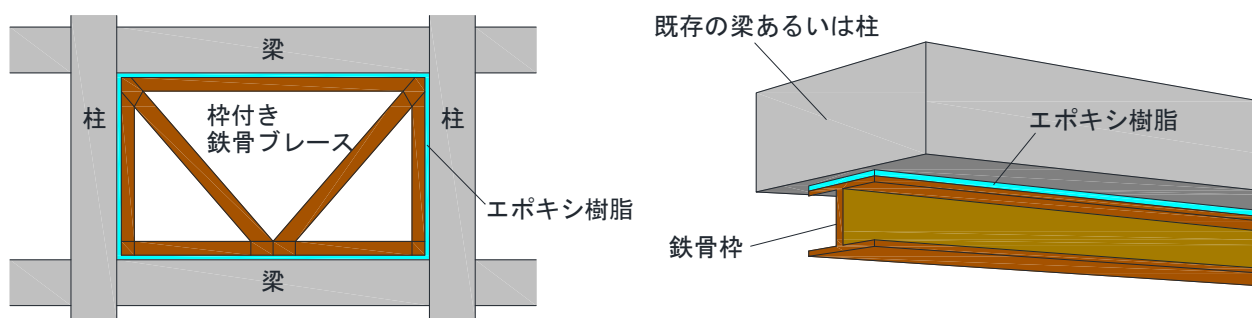 梁
柱
枠付き
鉄骨ブレース
柱
エポキシ樹脂
梁
既存の梁あるいは柱
エポキシ樹脂
鉄骨枠